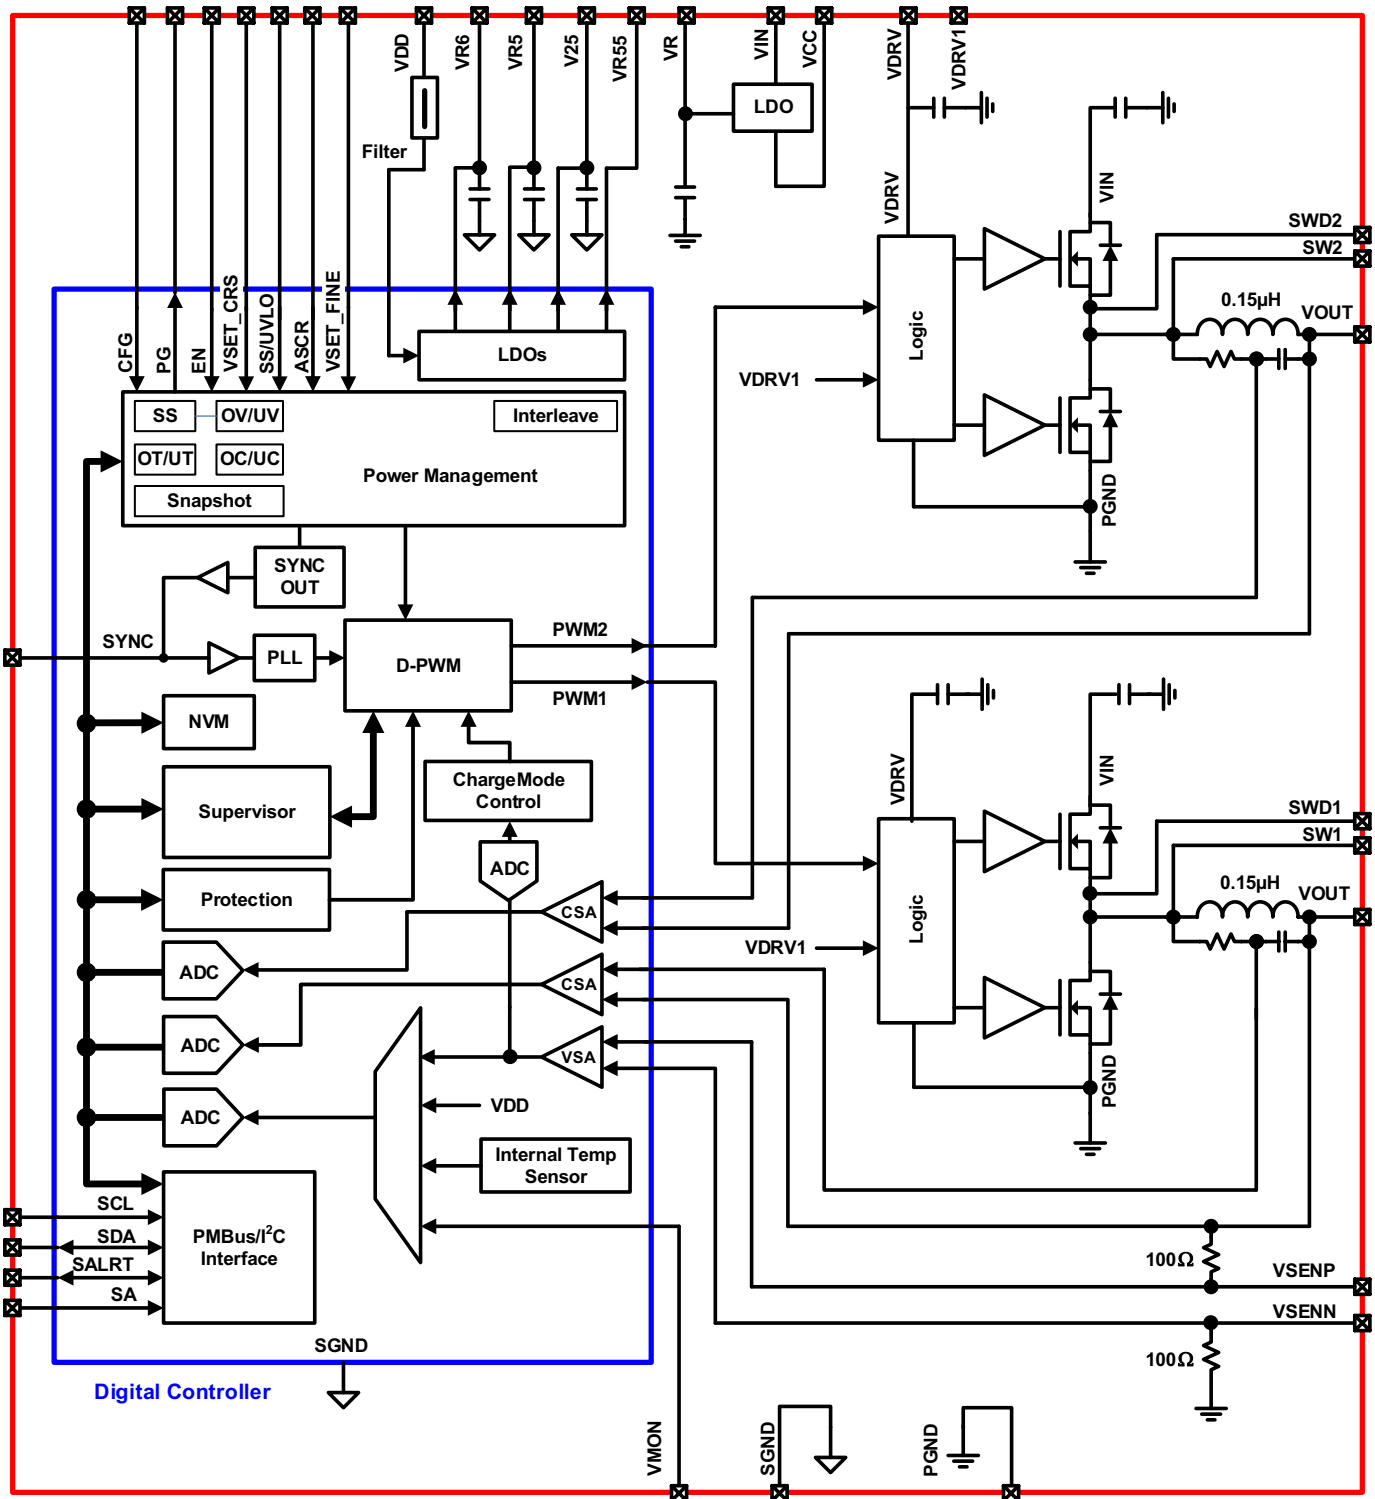 VDD
VR6
VR5
V25
VR55
VR
VIN
VCC
VDRV
VDRV1
LDO
Filter
VDRV
VIN
SWD2
SW2
0.15µH
VOUT
CFG
PG
EN
VSET_CRS
SS/UVLO
ASCR
VSET_FINE
LDOs
Logic
VDRV1
SS
OV/UV
Interleave
OT/UT
OC/UC
Power Management
Snapshot
PGND
SYNC
OUT
SYNC
PLL
D-PWM
PWM2
PWM1
NVM
ChargeMode
Control
Supervisor
VDRV
VIN
SWD1
SW1
ADC
0.15µH
VOUT
Protection
CSA
Logic
VDRV1
ADC
CSA
ADC
VSA
PGND
ADC
VDD
Internal Temp
Sensor
SCL
SDA
SALRT
SA
PMBus/I²C
Interface
100Ω
VSENP
VSENN
SGND
100Ω
Digital Controller
VMON
SGND
PGND